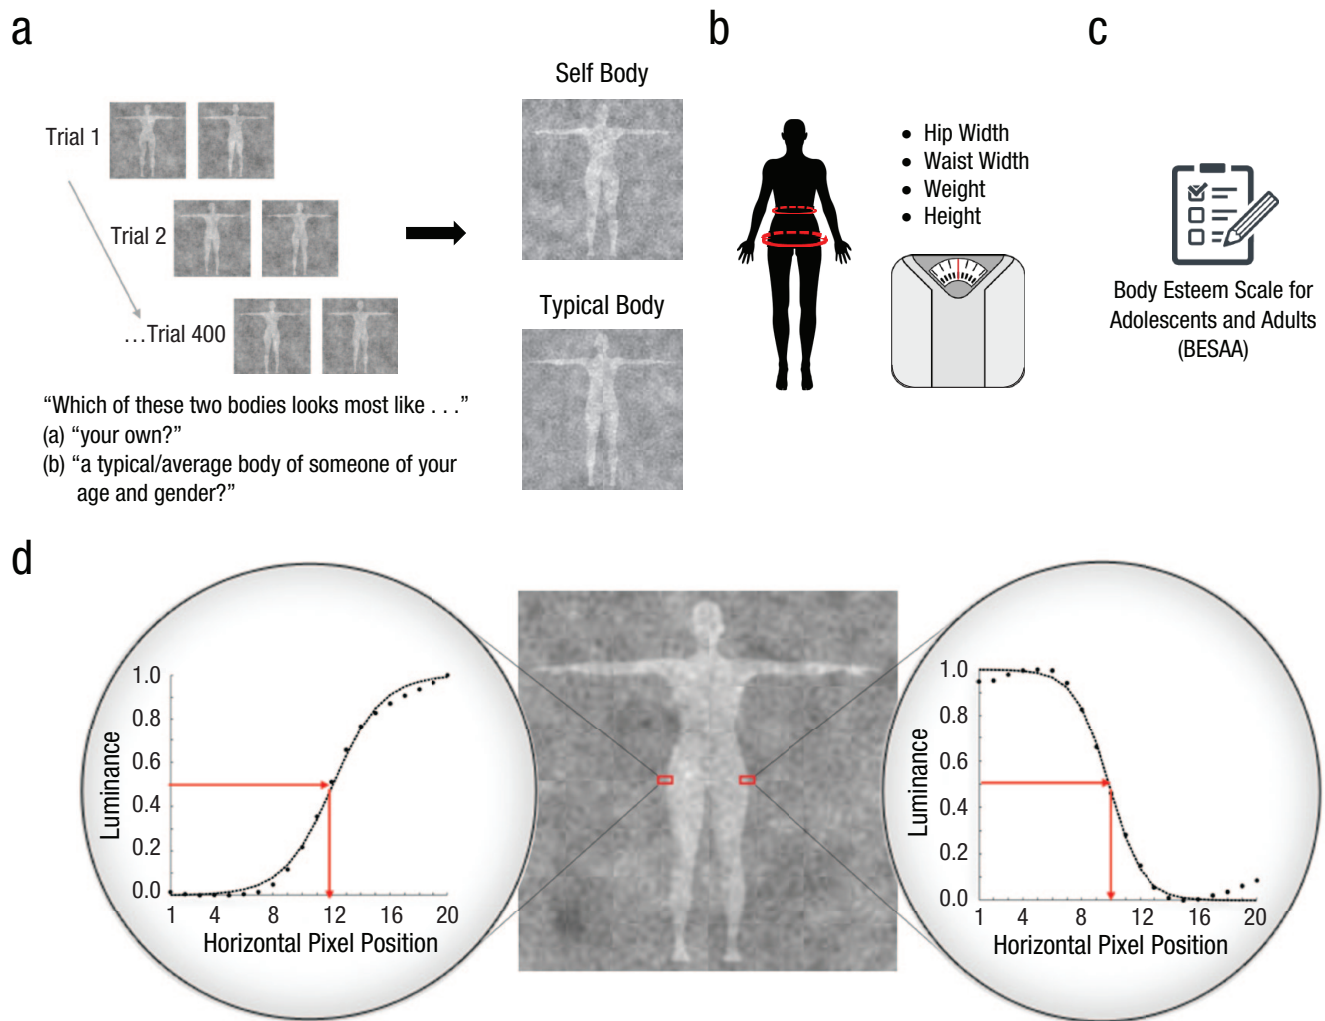 a
Trial 1
Trial 2
…Trial 400
“Which of these two bodies looks most like . . .”
(a) “your own?”
(b) “a typical/average body of someone of your
age and gender?”
Self Body
Typical Body
b
• Hip Width
• Waist Width
• Weight
• Height
c
Body Esteem Scale for
Adolescents and Adults
(BESAA)
d
Luminance
1.0
0.8
0.6
0.4
0.2
0.0
1 4 8 12 16 20
Horizontal Pixel Position
Luminance
1.0
0.8
0.6
0.4
0.2
0.0
1 4 8 12 16 20
Horizontal Pixel Position